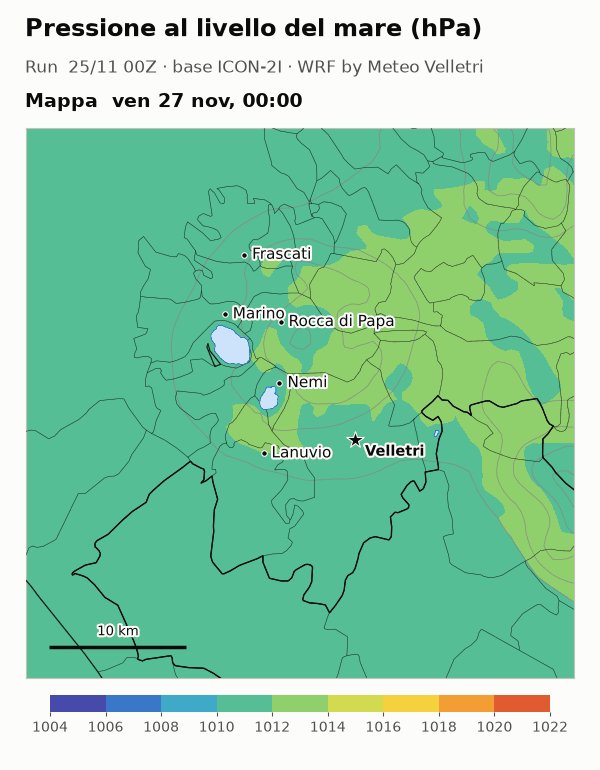 Pressione al livello del mare (hPa)
Run  25/11 00Z · base ICON-2I · WRF by Meteo Velletri
Mappa  ven 27 nov, 00:00
Frascati
Marino
Rocca di Papa
Nemi
Velletri
Lanuvio
10 km
1004 1006 1008 1010 1012 1014 1016 1018 1020 1022